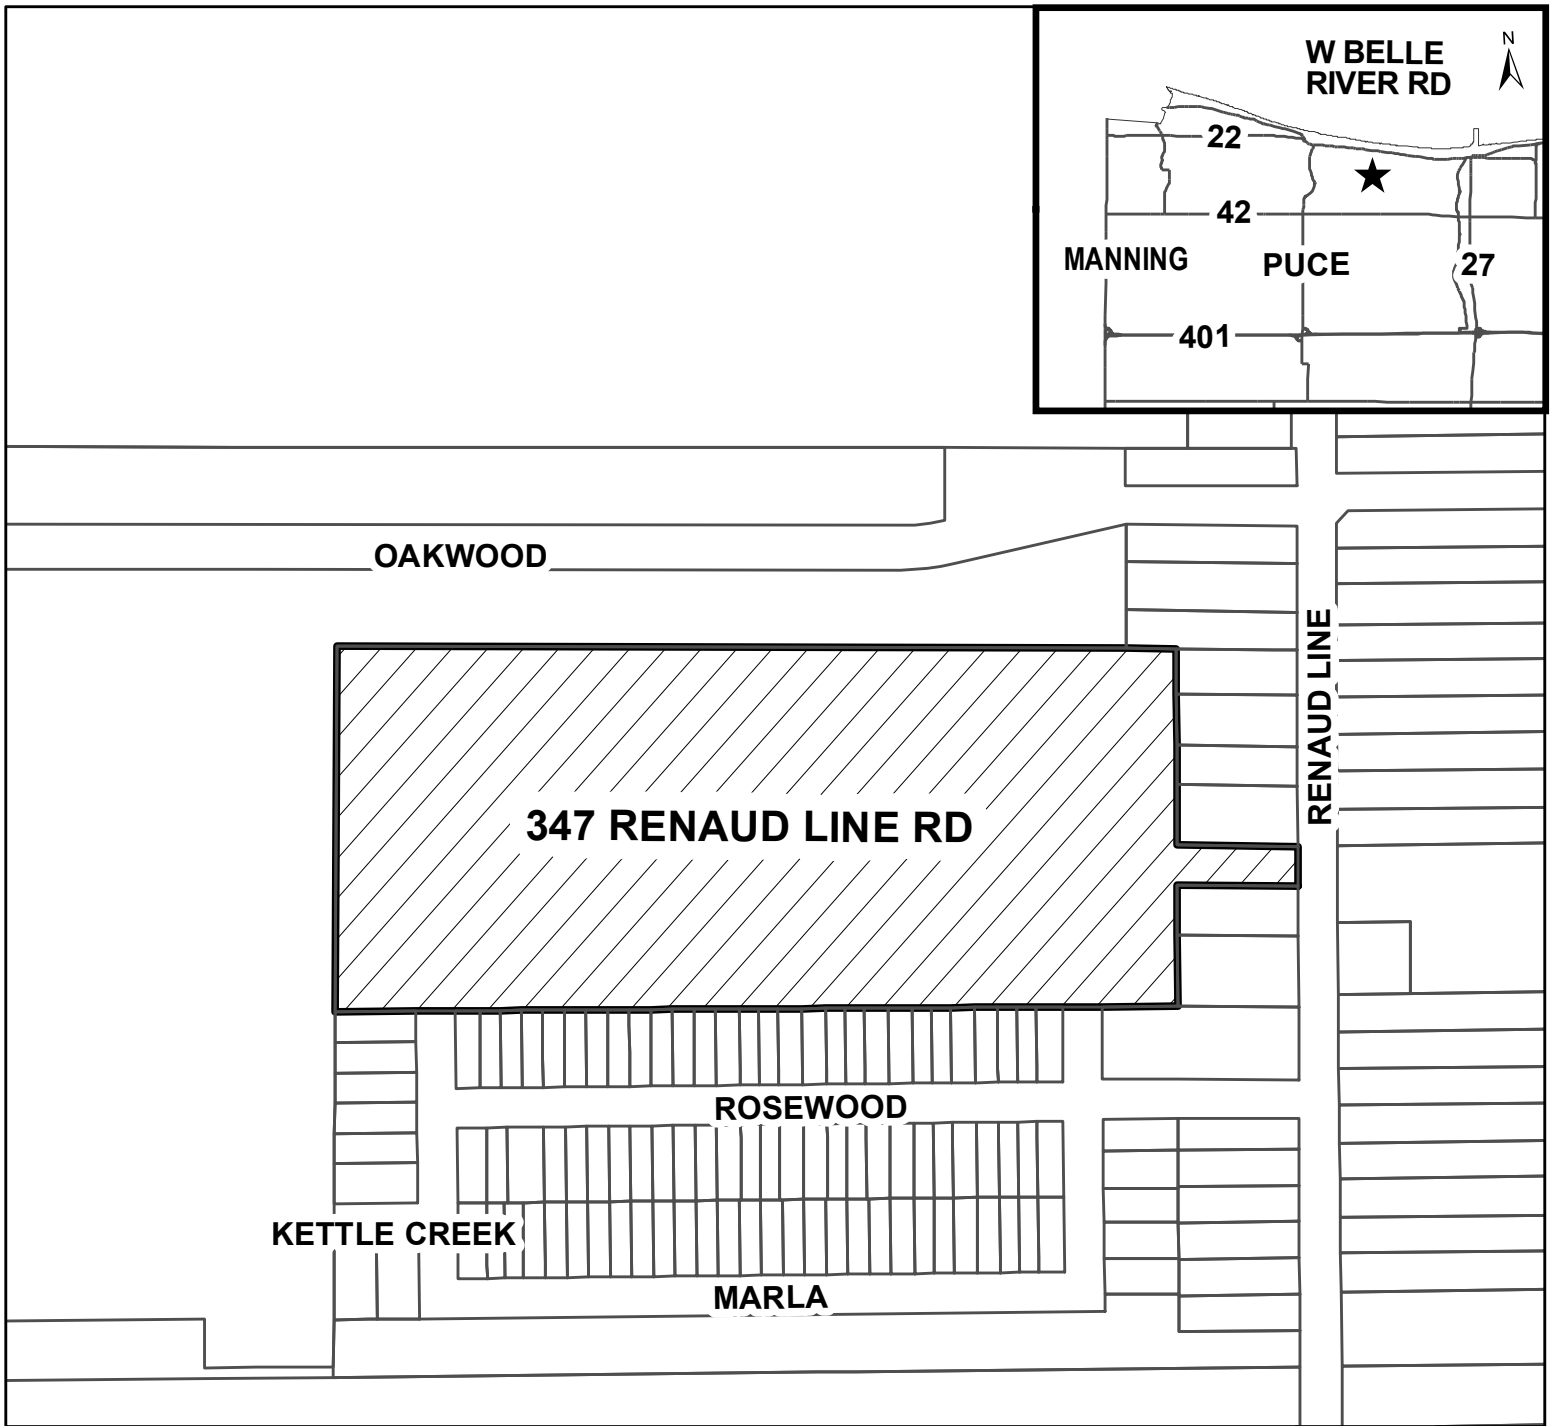 W BELLE
RIVER RD
N
22
42
MANNING
PUCE
27
401
OAKWOOD
RENAUD LINE
347 RENAUD LINE RD
ROSEWOOD
KETTLE CREEK
MARLA